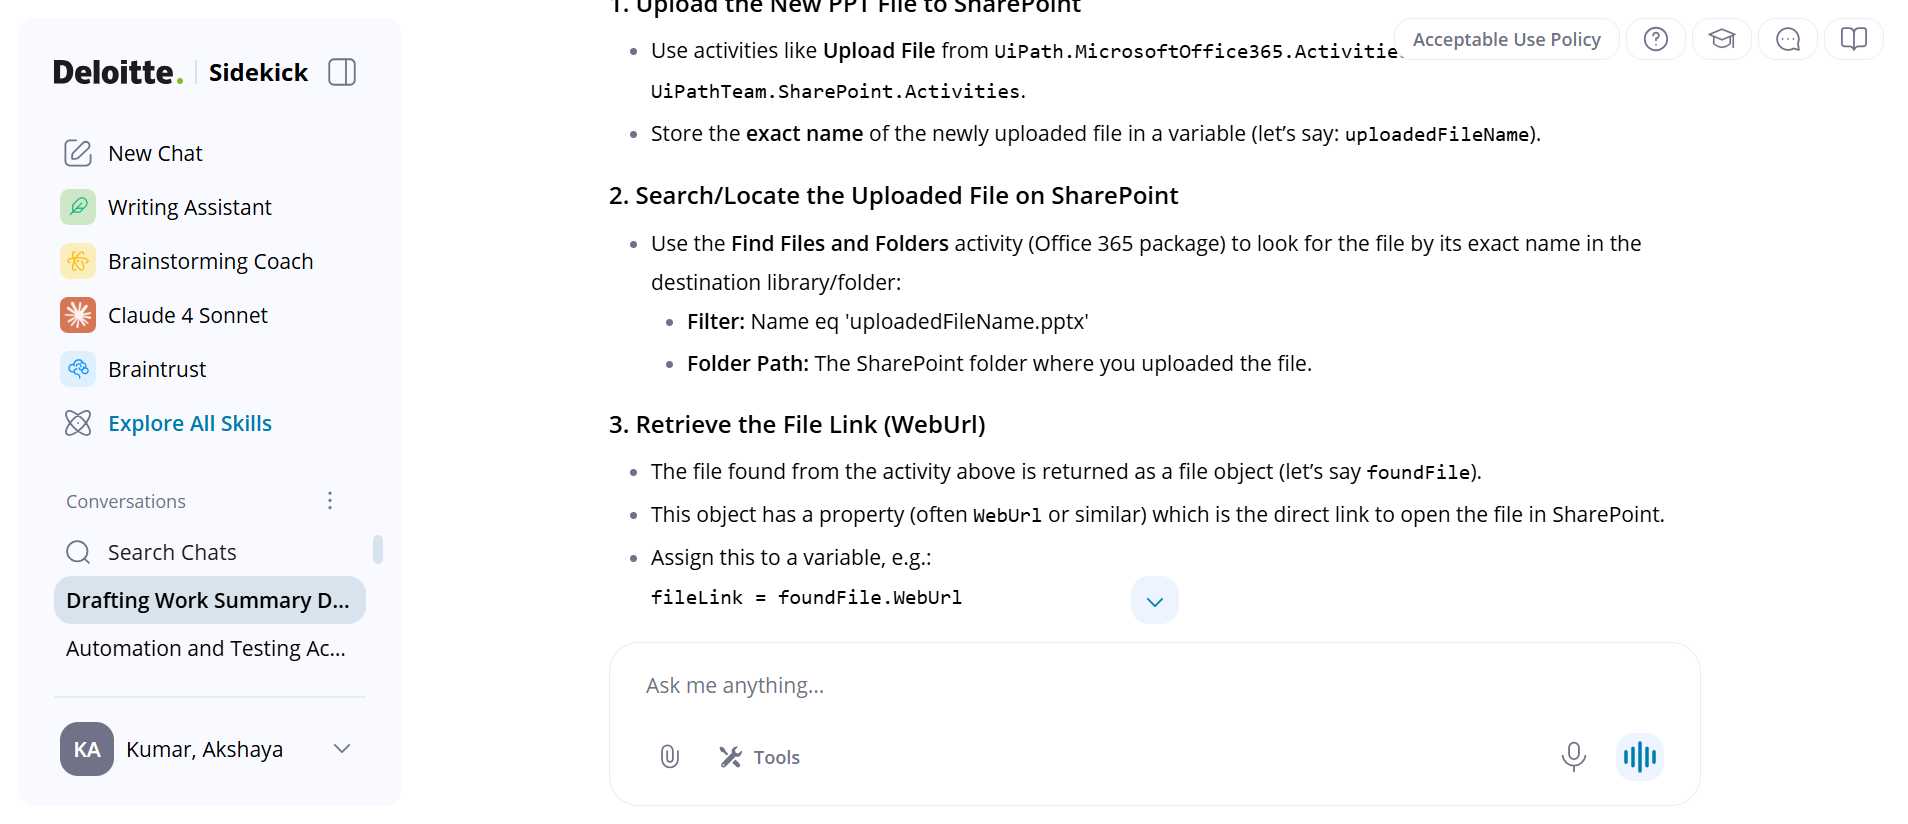 Deloitte. Sidekick
New Chat
Writing Assistant
Brainstorming Coach
Claude 4 Sonnet
Braintrust
Explore All Skills
Conversations
Search Chats
Drafting Work Summary D...
Automation and Testing Ac...
KA Kumar, Akshaya
Acceptable Use Policy
1. Upload the New PPT File to SharePoint
Use activities like Upload File from UiPath.MicrosoftOffice365.Activitie
UiPathTeam.SharePoint.Activities.
Store the exact name of the newly uploaded file in a variable (let’s say: uploadedFileName).
2. Search/Locate the Uploaded File on SharePoint
Use the Find Files and Folders activity (Office 365 package) to look for the file by its exact name in the
destination library/folder:
Filter: Name eq 'uploadedFileName.pptx'
Folder Path: The SharePoint folder where you uploaded the file.
3. Retrieve the File Link (WebUrl)
The file found from the activity above is returned as a file object (let’s say foundFile).
This object has a property (often WebUrl or similar) which is the direct link to open the file in SharePoint.
Assign this to a variable, e.g.:
fileLink = foundFile.WebUrl
Ask me anything...
Tools